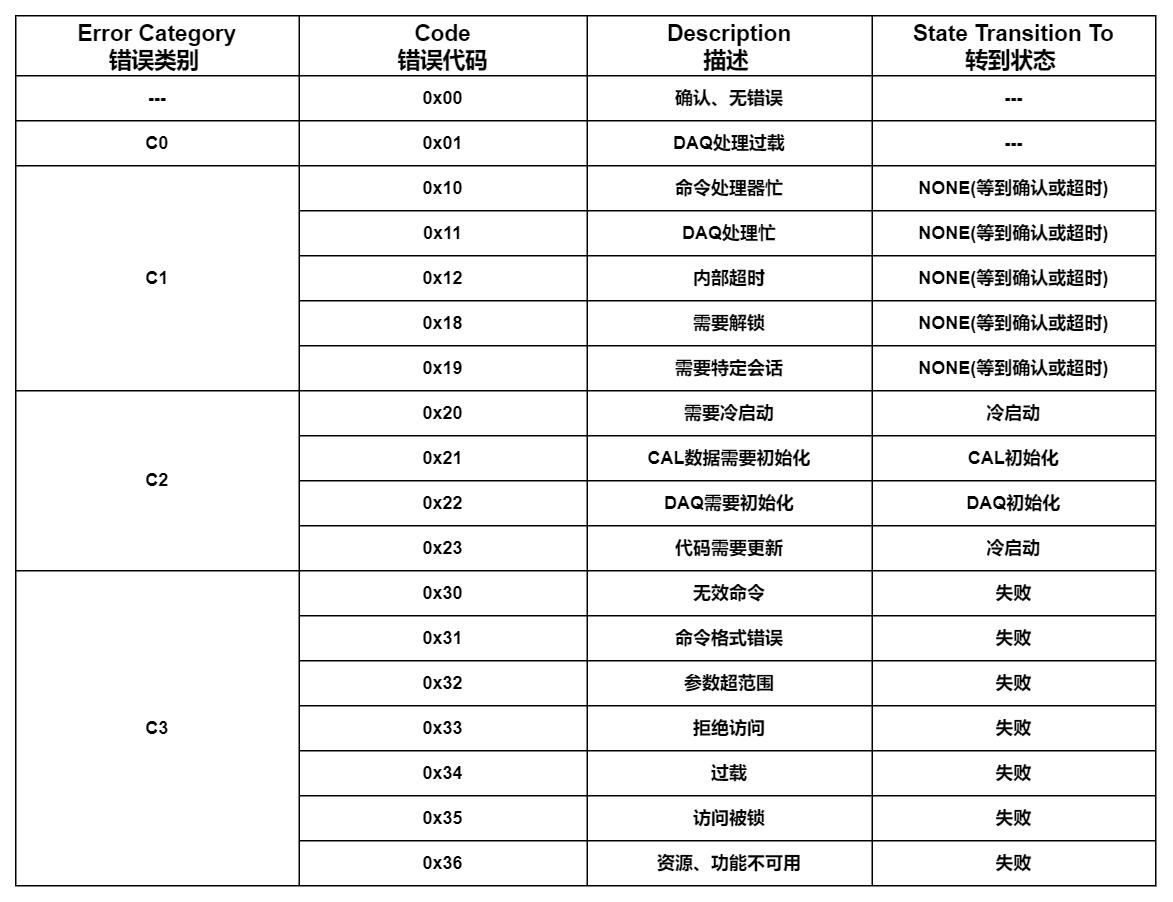 Error Category
错误类别
Code
错误代码
Description
描述
State Transition To
转到状态
--- 0x00 确认、无错误 ---
C0 0x01 DAQ处理过载 ---
C1
0x10 命令处理器忙 NONE(等到确认或超时)
0x11 DAQ处理忙 NONE(等到确认或超时)
0x12 内部超时 NONE(等到确认或超时)
0x18 需要解锁 NONE(等到确认或超时)
0x19 需要特定会话 NONE(等到确认或超时)
C2
0x20 需要冷启动 冷启动
0x21 CAL数据需要初始化 CAL初始化
0x22 DAQ需要初始化 DAQ初始化
0x23 代码需要更新 冷启动
C3
0x30 无效命令 失败
0x31 命令格式错误 失败
0x32 参数超范围 失败
0x33 拒绝访问 失败
0x34 过载 失败
0x35 访问被锁 失败
0x36 资源、功能不可用 失败